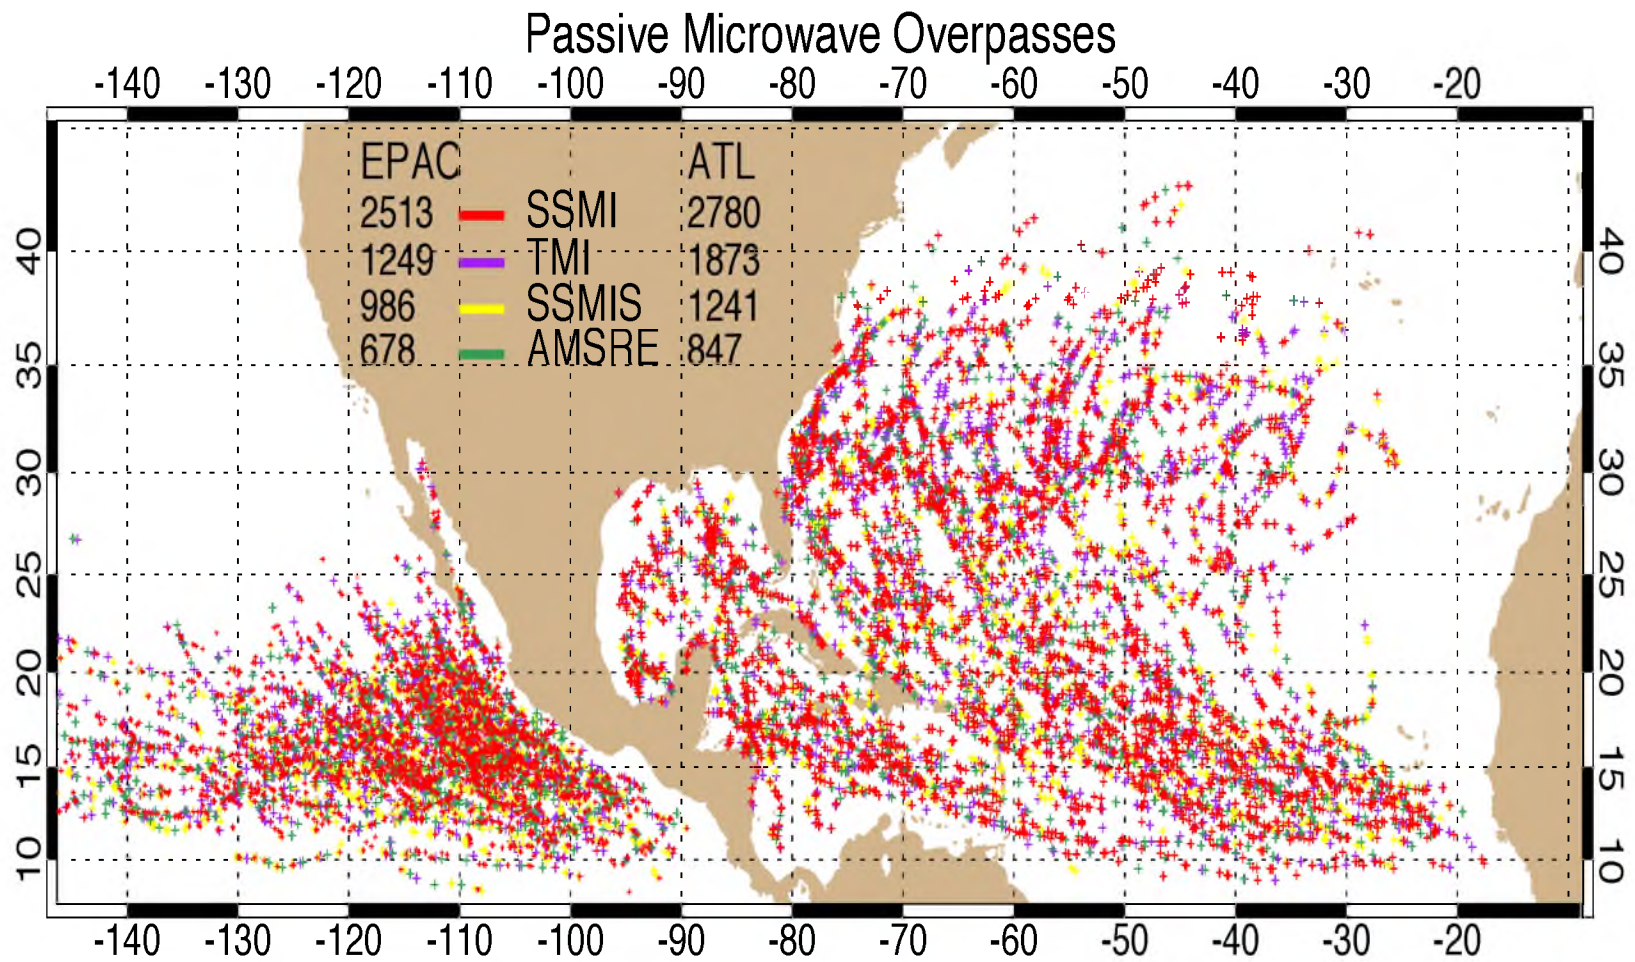 Passive Microwave Overpasses
-140 -130 -120 -110 -100 -90 -80 -70 -60 -50 -40 -30 -20
EPAC ATL
2513 SSMI 2780
1249 TMI 1873
986 SSMIS 1241
678 AMSRE 847
40 40
35 35
30 30
25 25
20 20
15 15
10 10
-140 -130 -120 -110 -100 -90 -80 -70 -60 -50 -40 -30 -20